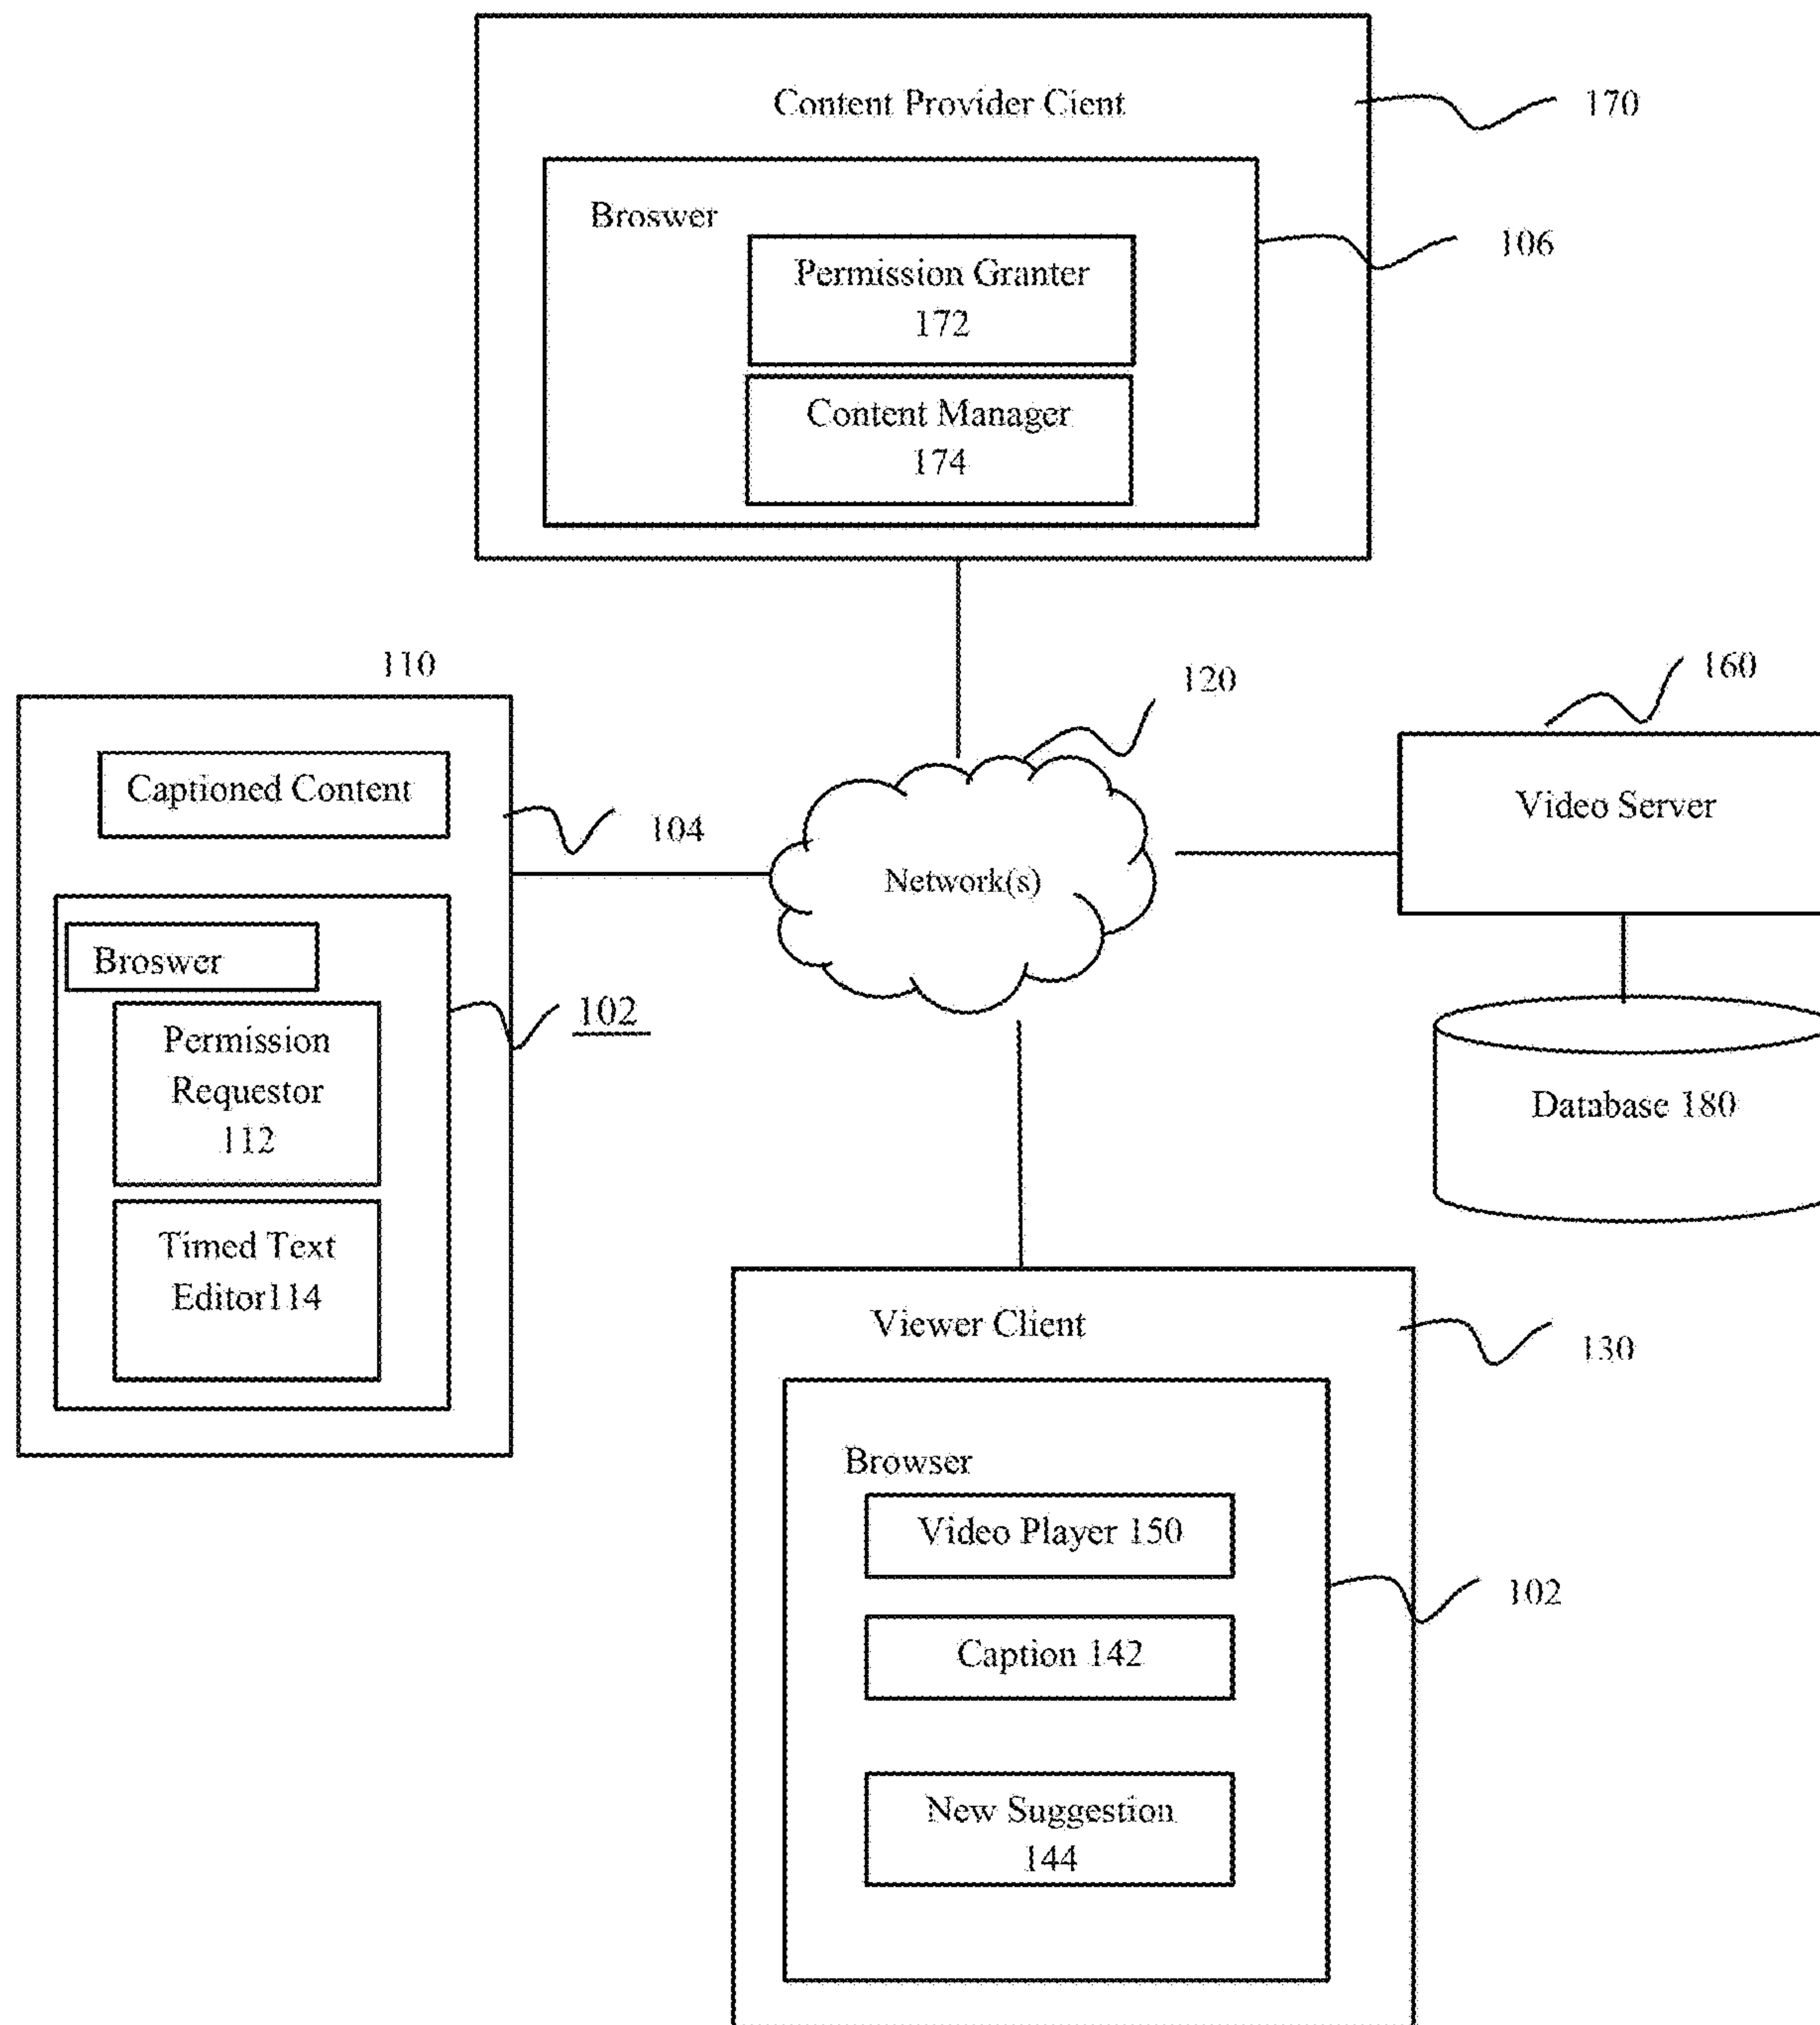 Content Provider Cient
170
Broswer
106
Permission Granter
172
Content Manager
174
110
120
160
Captioned Content
104
Video Server
Network(s)
Broswer
102
Permission
Requestor
112
Database 180
Timed Text
Editor114
Viewer Client
130
Browser
Video Player 150
102
Caption 142
New Suggestion
144